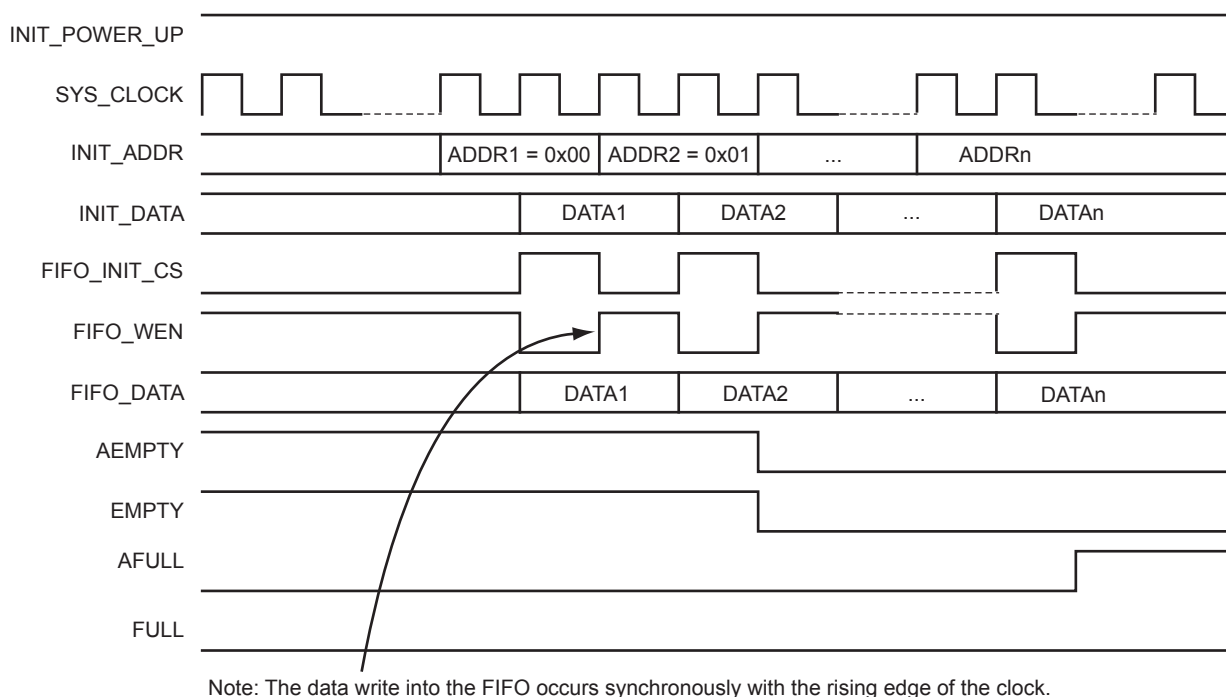 INIT_POWER_UP
SYS_CLOCK
INIT_ADDR ADDR1 = 0x00 ADDR2 = 0x01 ... ADDRn
INIT_DATA DATA1 DATA2 ... DATAn
FIFO_INIT_CS
FIFO_WEN
FIFO_DATA DATA1 DATA2 ... DATAn
AEMPTY
EMPTY
AFULL
FULL
Note: The data write into the FIFO occurs synchronously with the rising edge of the clock.